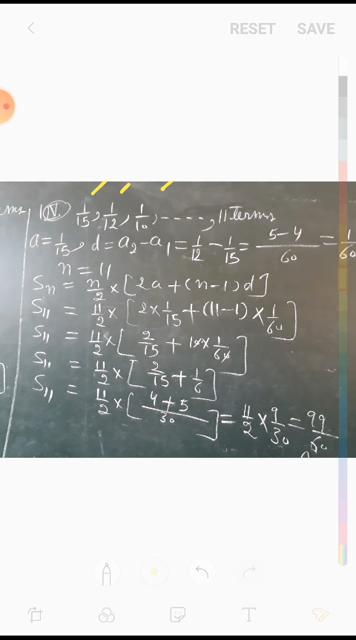 RESET SAVE
ms 1 IV. 1/15, 1/12, 1/10, ----, 11 Terms
a = 1/15, d = a₂ - a₁ = 1/12 - 1/15 = 5-4/60 = 1/60
n = 11
Sn = n/2 × [2a + (n-1)d]
S11 = 11/2 × [2 × 1/15 + (11-1) × 1/60]
S11 = 11/2 × [2/15 + 10 × 1/60]
S11 = 11/2 × [2/15 + 1/6]
S11 = 11/2 × [4+5/30] = 11/2 × 9/30 = 99/60
T